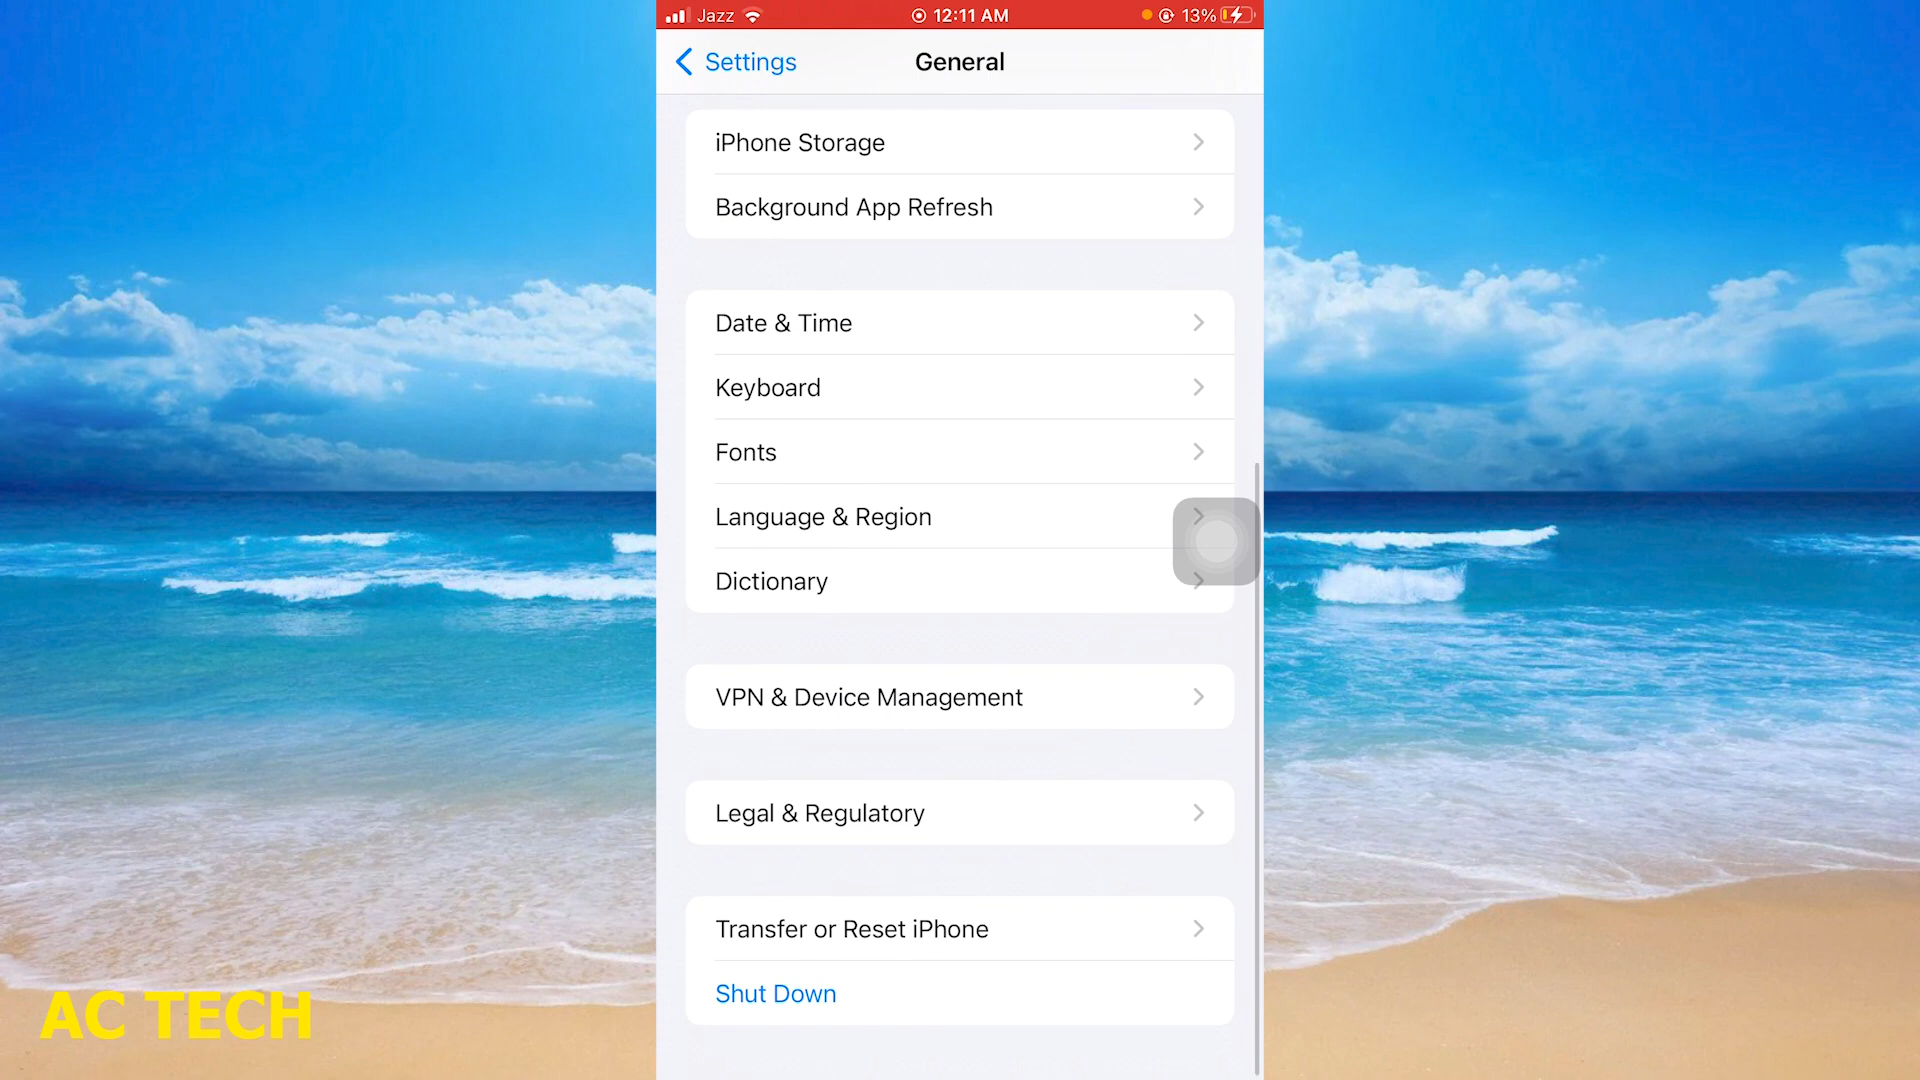 Jazz 12:11 AM 13%
Settings General
iPhone Storage
Background App Refresh
Date & Time
Keyboard
Fonts
Language & Region
Dictionary
VPN & Device Management
Legal & Regulatory
Transfer or Reset iPhone
Shut Down
AC TECH